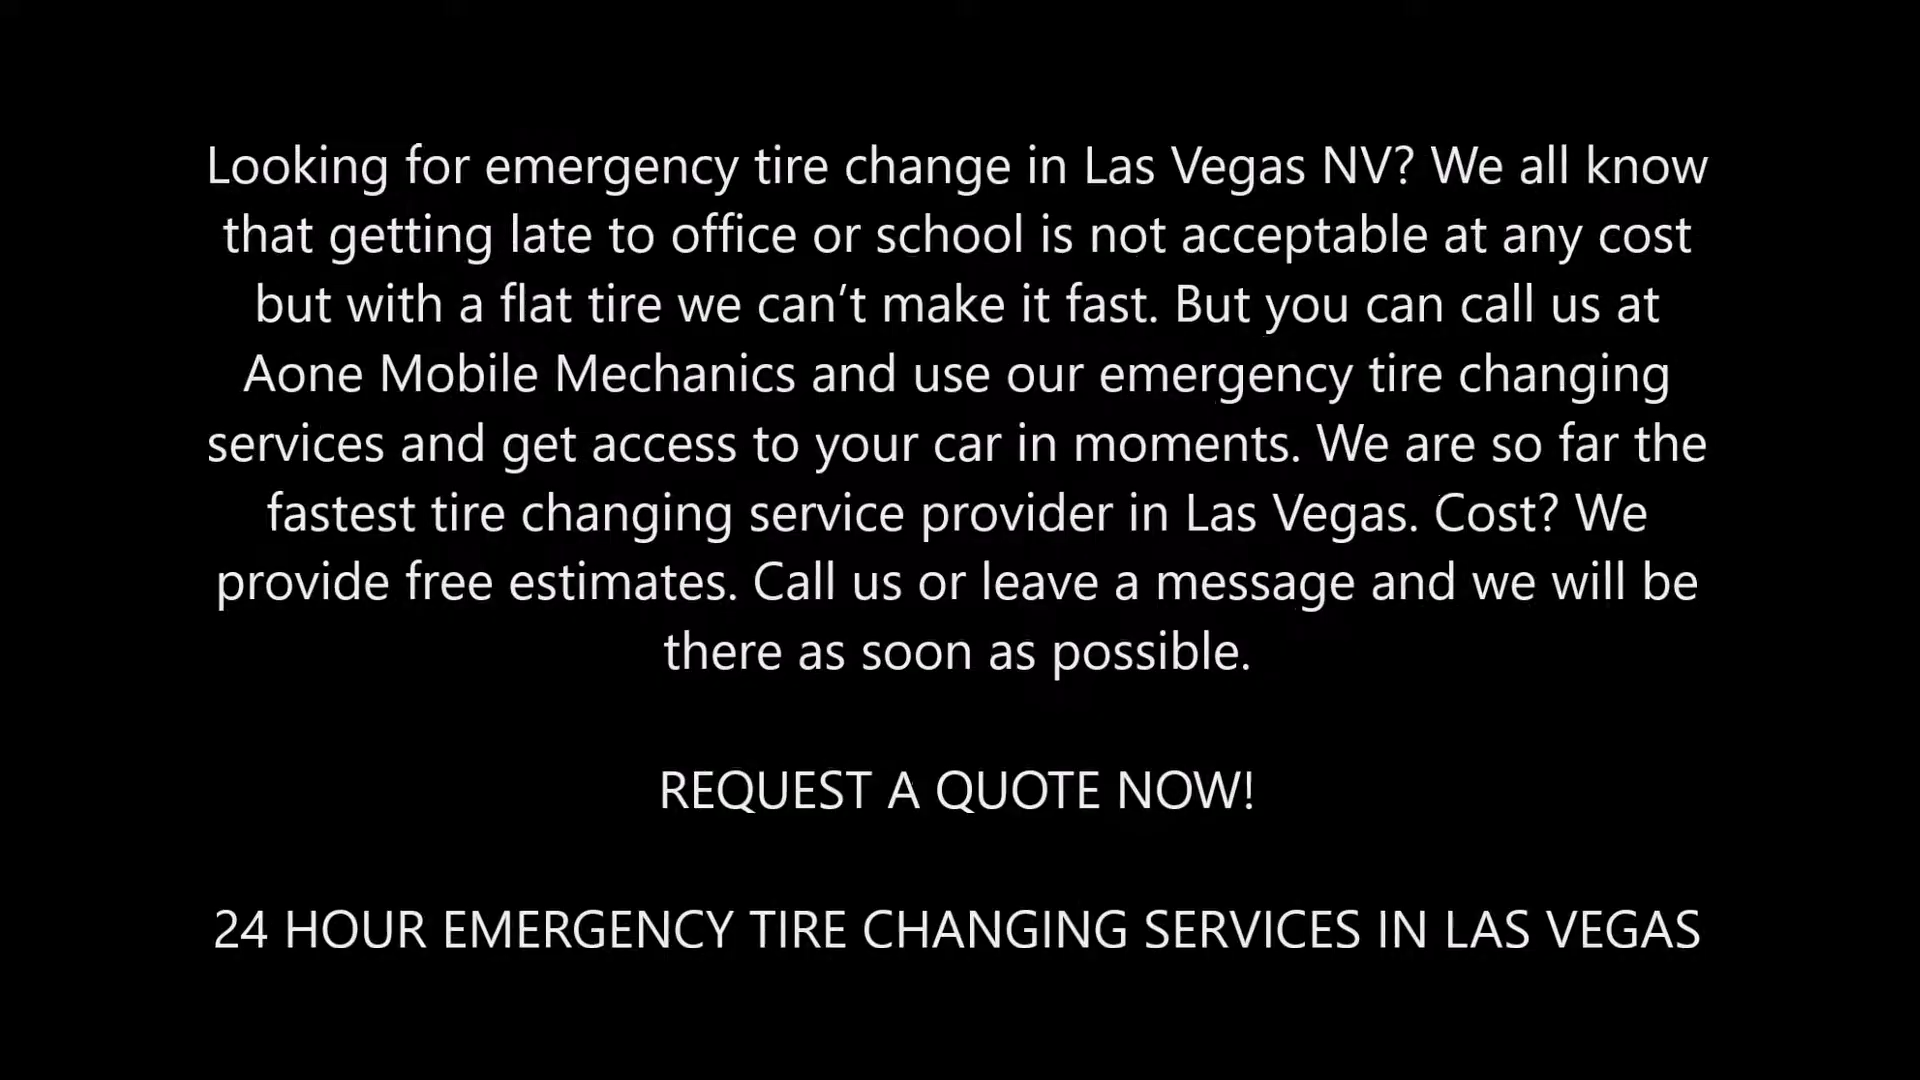 Looking for emergency tire change in Las Vegas NV? We all know
that getting late to office or school is not acceptable at any cost
but with a flat tire we can’t make it fast. But you can call us at
Aone Mobile Mechanics and use our emergency tire changing
services and get access to your car in moments. We are so far the
fastest tire changing service provider in Las Vegas. Cost? We
provide free estimates. Call us or leave a message and we will be
there as soon as possible.
REQUEST A QUOTE NOW!
24 HOUR EMERGENCY TIRE CHANGING SERVICES IN LAS VEGAS